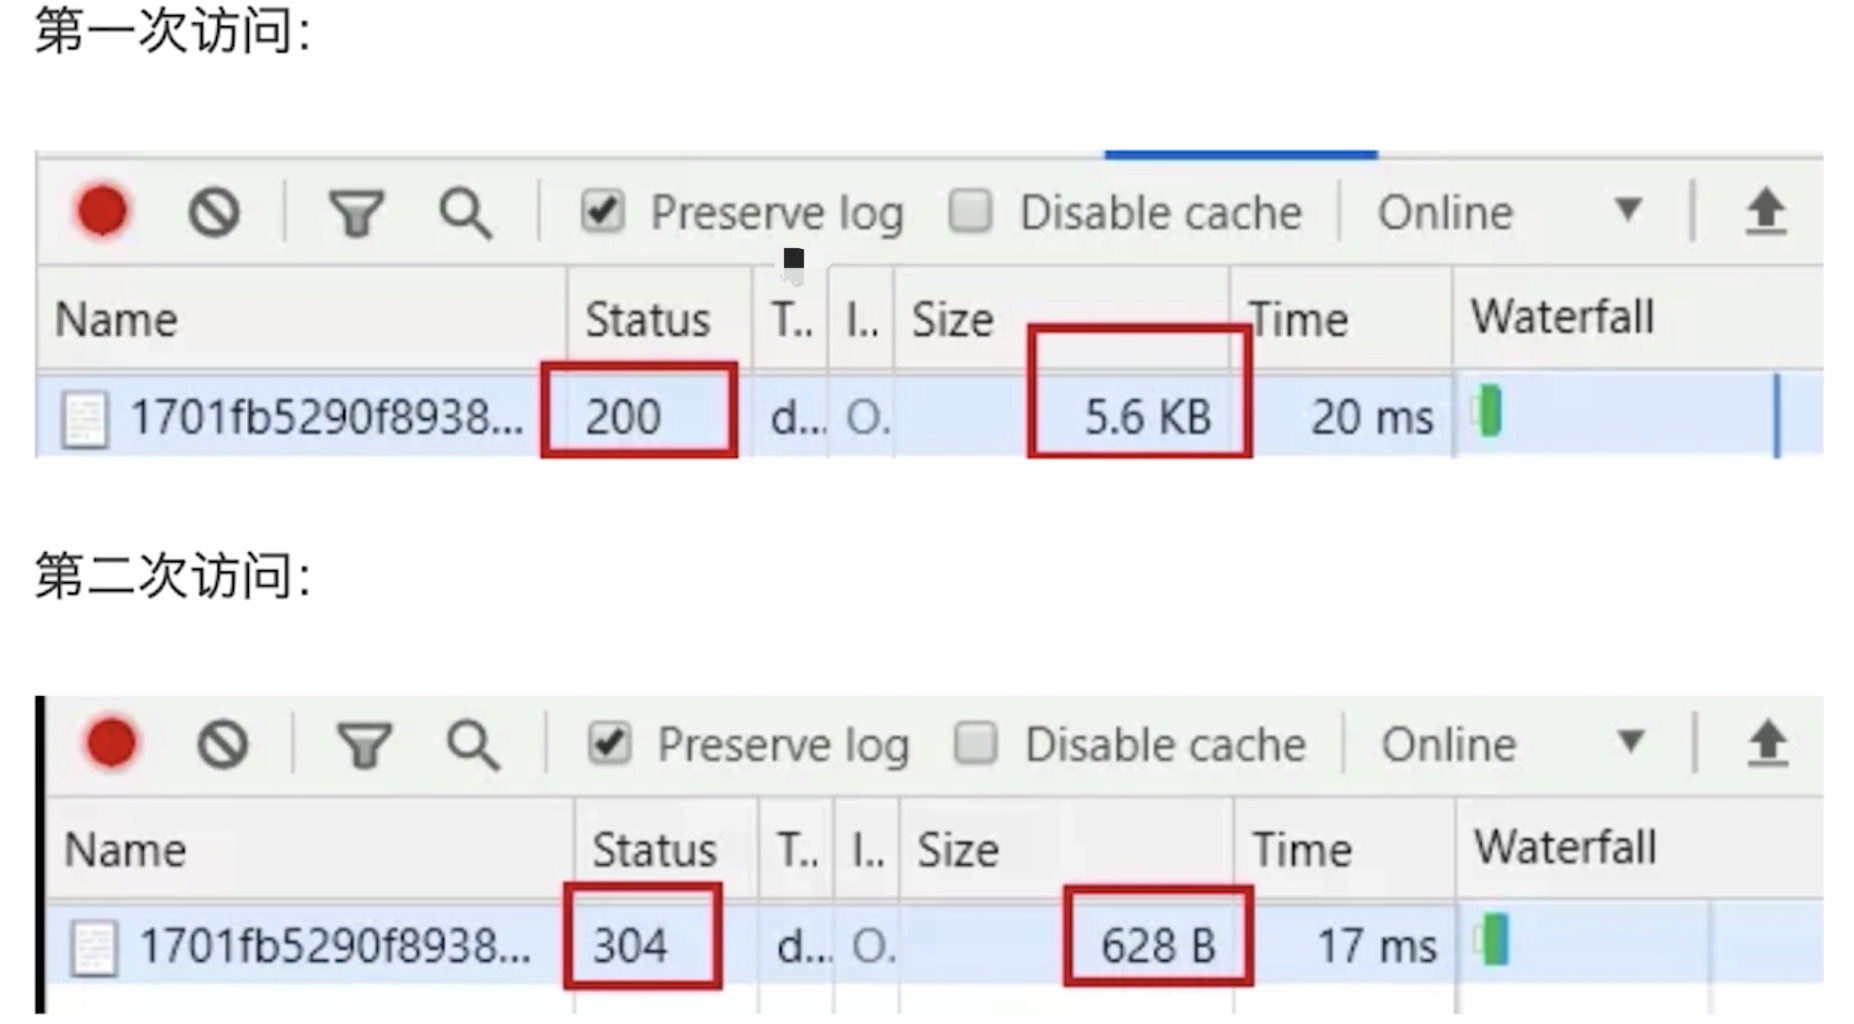 第一次访问：
Preserve log Disable cache Online
Name Status T.. I.. Size Time Waterfall
1701fb5290f8938... 200 d... O. 5.6 KB 20 ms
第二次访问：
Preserve log Disable cache Online
Name Status T.. I.. Size Time Waterfall
1701fb5290f8938... 304 d... O. 628 B 17 ms